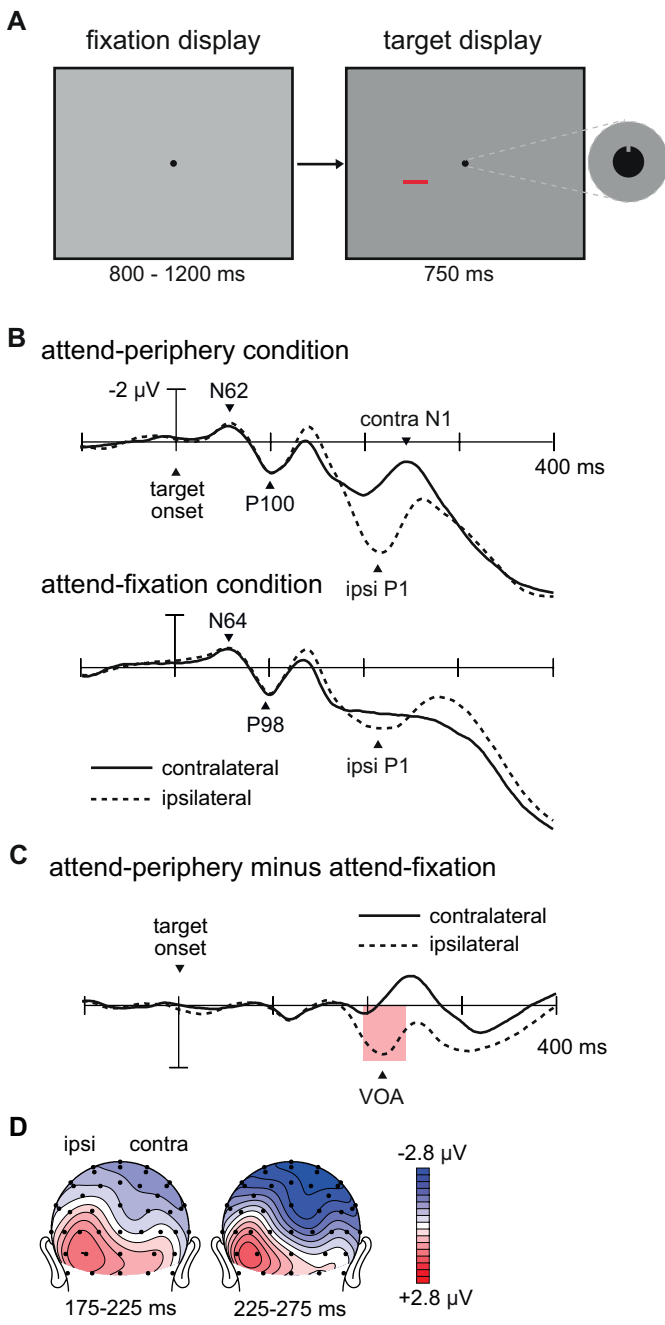 A
fixation display
target display
800 - 1200 ms
750 ms
B
attend-periphery condition
-2 µV
N62
contra N1
400 ms
target
onset
P100
ipsi P1
attend-fixation condition
N64
P98
ipsi P1
contralateral
ipsilateral
C
attend-periphery minus attend-fixation
target
onset
contralateral
ipsilateral
400 ms
VOA
D
ipsi
contra
-2.8 µV
175-225 ms
225-275 ms
+2.8 µV